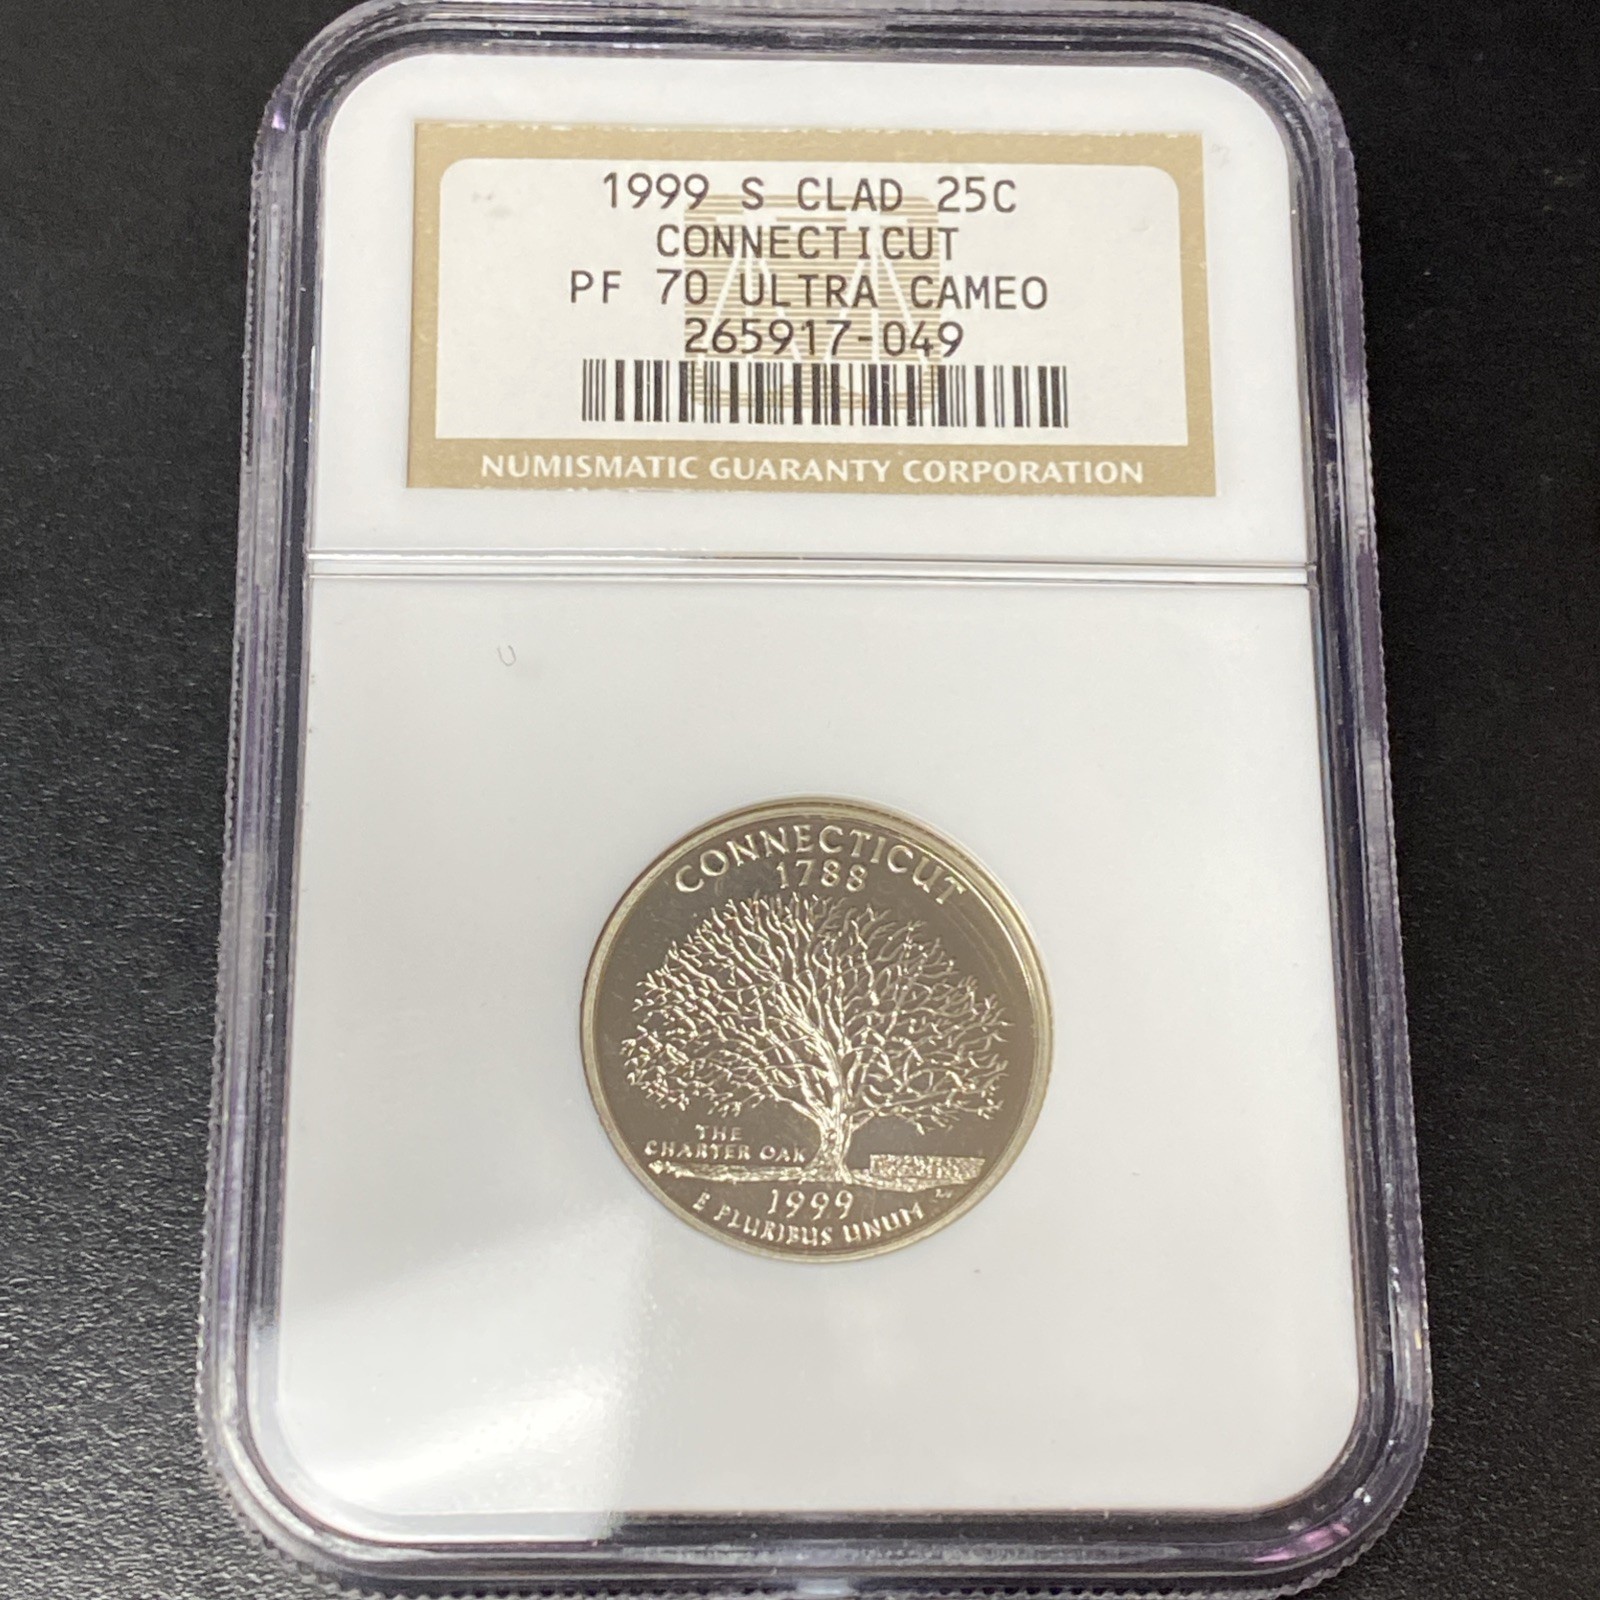 1999 S CLAD 25C
CONNECTICUT
PF 70 ULTRA CAMEO
265917-049
NUMISMATIC GUARANTY CORPORATION
CONNECTICUT
1788
THE
CHARTER OAK
1999
E PLURIBUS UNUM